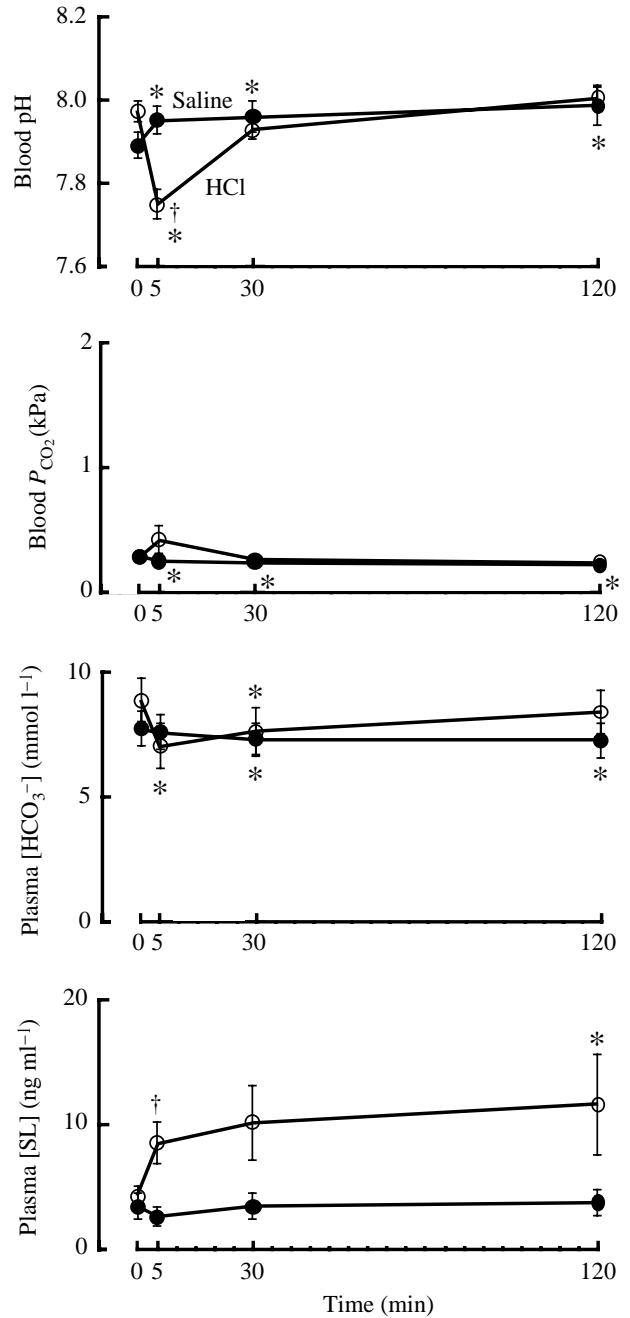 8.2
8.0
7.8
7.6
Blood pH
* Saline *
HCl
†
*
*
0 5 30 120
2
1
0
Blood P_CO₂ (kPa)
* * *
0 5 30 120
10
5
0
Plasma [HCO₃⁻] (mmol l⁻¹)
*
* * *
0 5 30 120
20
10
0
Plasma [SL] (ng ml⁻¹)
†
*
0 5 30 120
Time (min)